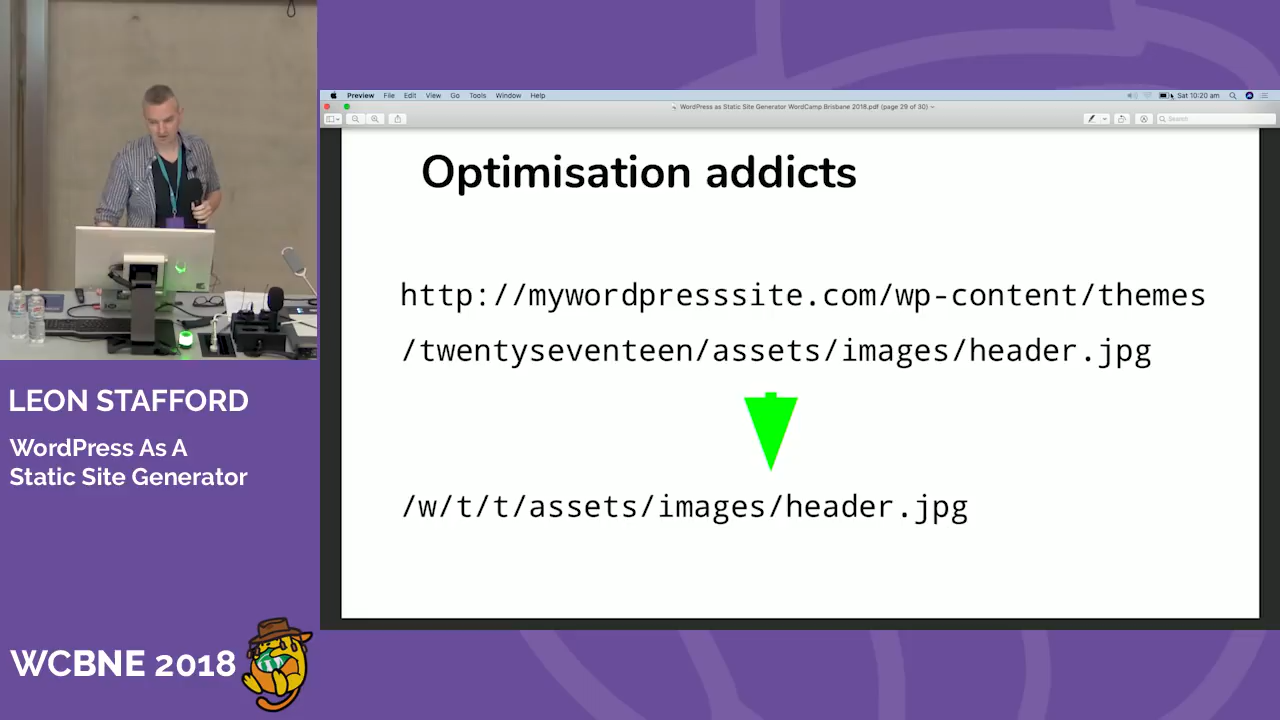 Preview File Edit View Go Tools Window Help Sat 10:20 am
WordPress as Static Site Generator WordCamp Brisbane 2018.pdf (page 29 of 30)
Search
Optimisation addicts
http://mywordpresssite.com/wp-content/themes
/twentyseventeen/assets/images/header.jpg
/w/t/t/assets/images/header.jpg
LEON STAFFORD
WordPress As A
Static Site Generator
WCBNE 2018